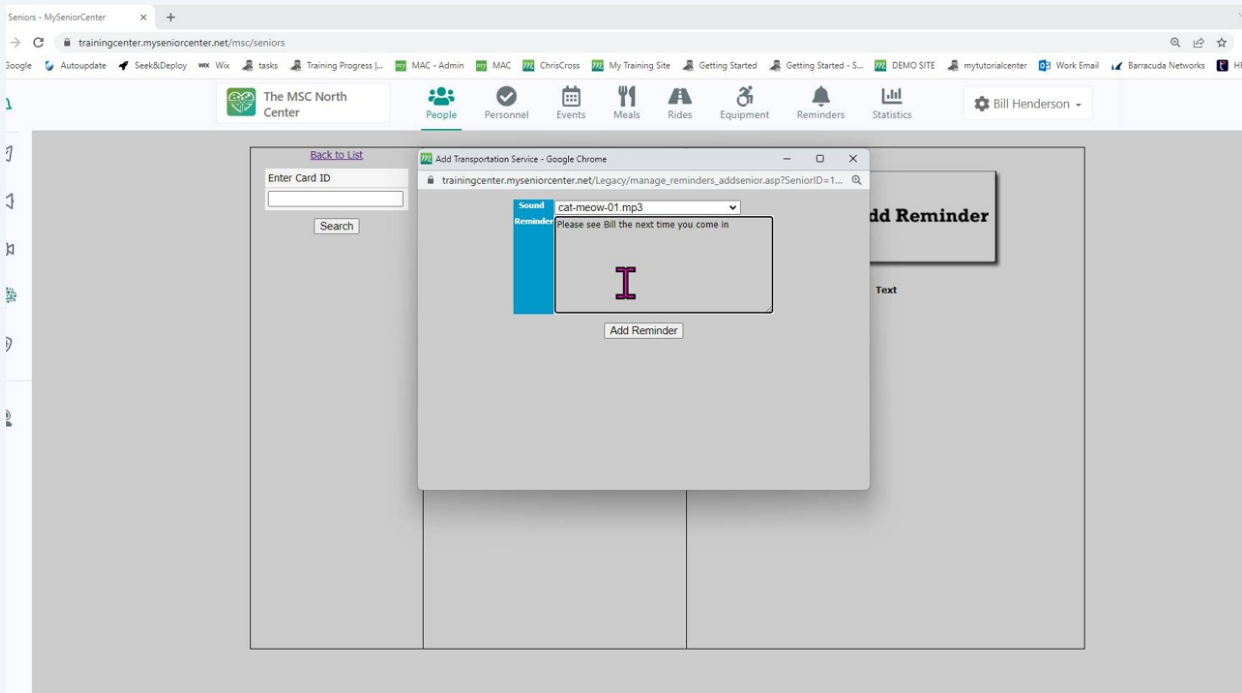 Seniors - MySeniorCenter
trainingcenter.myseniorcenter.net/msc/seniors
Google Autoupdate Seek&Deploy WIX Wix tasks Training Progress |... MAC - Admin MAC ChrisCross My Training Site Getting Started Getting Started - S... DEMO SITE mytutorialcenter Work Email Barracuda Networks
The MSC North
Center
People Personnel Events Meals Rides Equipment Reminders Statistics Bill Henderson
Back to List
Enter Card ID
Search
Add Transportation Service - Google Chrome
trainingcenter.myseniorcenter.net/Legacy/manage_reminders_addsenior.asp?SeniorID=1...
Sound cat-meow-01.mp3
Reminder Please see Bill the next time you come in
Add Reminder
dd Reminder
Text